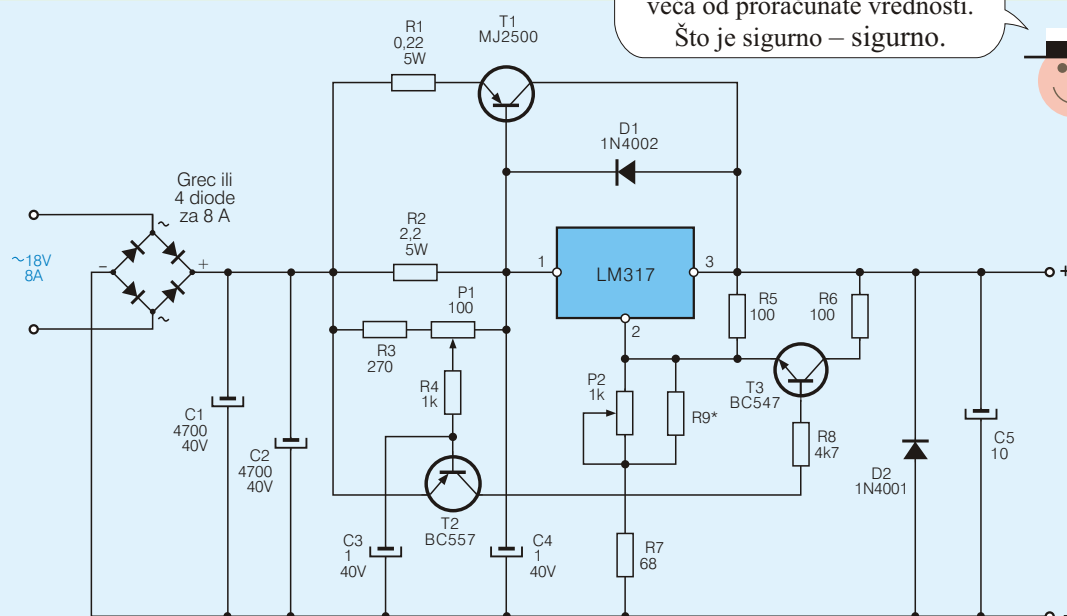 veća od proračunate vrednosti.
Što je sigurno – sigurno.
R1
0,22
5W
T1
MJ2500
D1
1N4002
Grec ili
4 diode
za 8 A
~
~18V
8A
–
+
~
R2
2,2
5W
1
LM317
3
2
P1
100
R3
270
R4
1k
R5
100
R6
100
P2
1k
R9*
T3
BC547
R8
4k7
C1
4700
40V
C2
4700
40V
T2
BC557
C3
1
40V
C4
1
40V
R7
68
D2
1N4001
C5
10
+
–